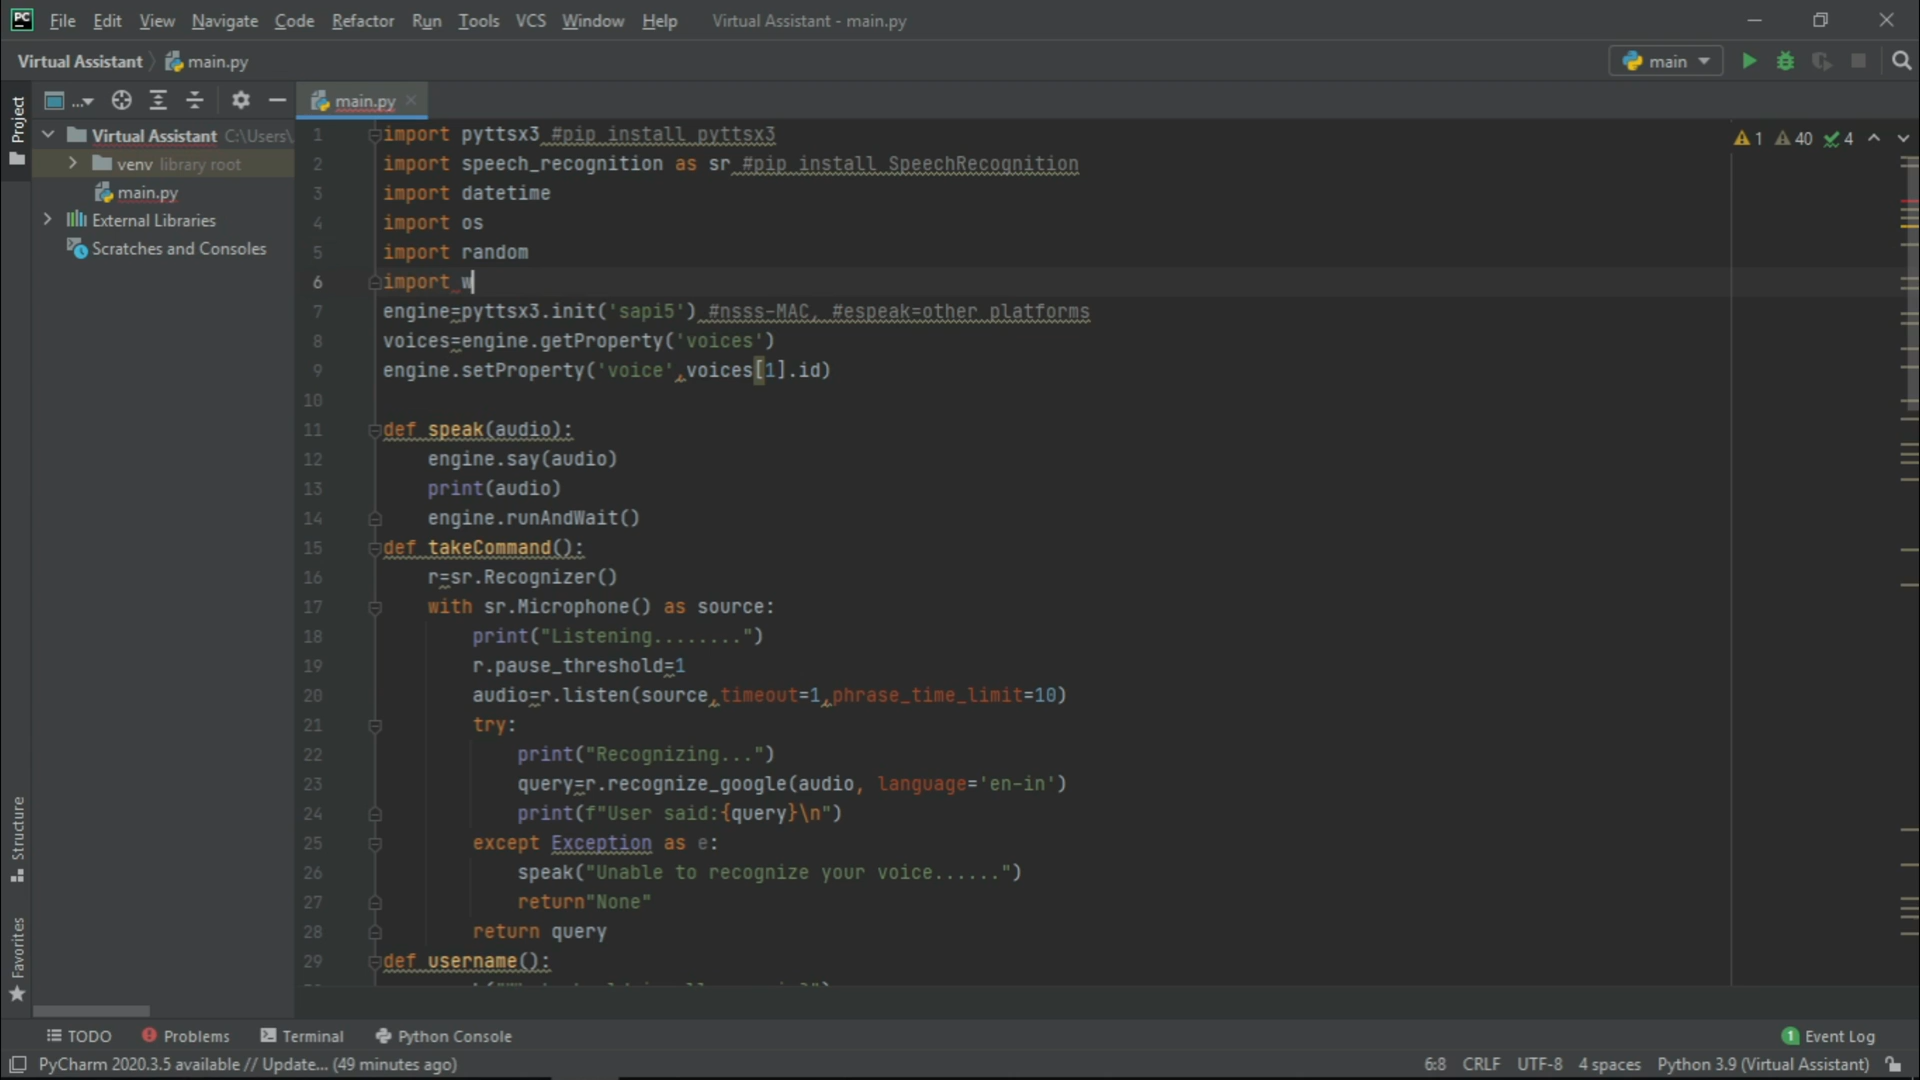 PC File Edit View Navigate Code Refactor Run Tools VCS Window Help Virtual Assistant - main.py
Virtual Assistant main.py main
Project ... main.py
Virtual Assistant C:\Users\
venv library root
main.py
External Libraries
Scratches and Consoles
1 import pyttsx3 #pip install pyttsx3
2 import speech_recognition as sr #pip install SpeechRecognition
3 import datetime
4 import os
5 import random
6 import w
7 engine=pyttsx3.init('sapi5') #nsss-MAC, #espeak=other platforms
8 voices=engine.getProperty('voices')
9 engine.setProperty('voice',voices[1].id)
10
11 def speak(audio):
12 engine.say(audio)
13 print(audio)
14 engine.runAndWait()
15 def takeCommand():
16 r=sr.Recognizer()
17 with sr.Microphone() as source:
18 print("Listening........")
19 r.pause_threshold=1
20 audio=r.listen(source,timeout=1,phrase_time_limit=10)
21 try:
22 print("Recognizing...")
23 query=r.recognize_google(audio, language='en-in')
24 print(f"User said:{query}\n")
25 except Exception as e:
26 speak("Unable to recognize your voice......")
27 return"None"
28 return query
29 def username():
1 40 4
Structure
Favorites
TODO Problems Terminal Python Console 1 Event Log
PyCharm 2020.3.5 available // Update... (49 minutes ago) 6:8 CRLF UTF-8 4 spaces Python 3.9 (Virtual Assistant)